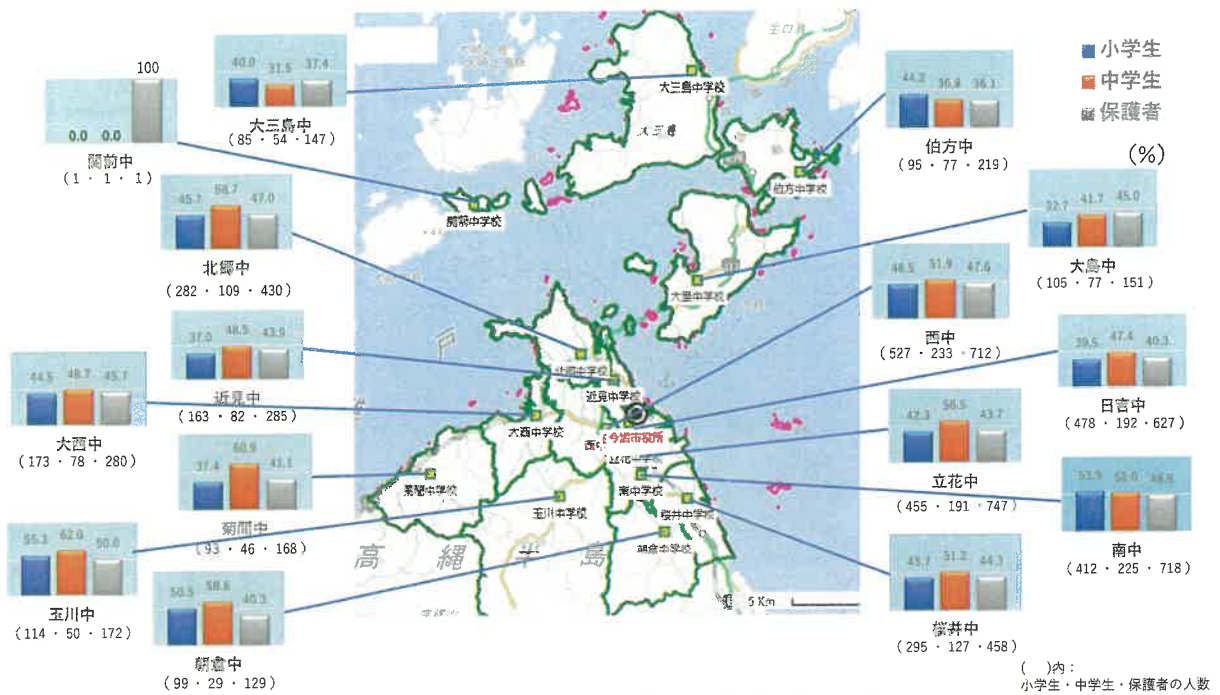 小学生
中学生
保護者
(%)
100
0.0 0.0
関前中
(1・1・1)
40.0 31.5 37.4
大三島中
(85・54・147)
44.2 36.8 36.1
伯方中
(95・77・219)
45.7 58.7 47.0
北郷中
(282・109・430)
32.7 41.7 45.0
大島中
(105・77・151)
37.0 48.5 43.9
近見中
(163・82・285)
51.9 47.6
西中
(527・233・712)
44.5 48.7 45.7
大西中
(173・78・280)
39.5 47.4 40.3
日吉中
(478・192・627)
37.4 60.9 41.1
菊間中
(93・46・168)
42.3 56.5 43.7
立花中
(455・191・747)
55.3 62.0 50.0
玉川中
(114・50・172)
53.9 52.0
南中
(412・225・718)
50.5 58.6 40.3
朝倉中
(99・29・129)
45.7 51.2 44.3
桜井中
(295・127・458)
大三島中学校
大三島
伯方中学校
関前中学校
大島中学校
北郷中学校
近見中学校
大西中学校
今治市役所
立花中学校
菊間中学校
南中学校
玉川中学校
桜井中学校
朝倉中学校
高縄半島
5 Km
( )内:
小学生・中学生・保護者の人数